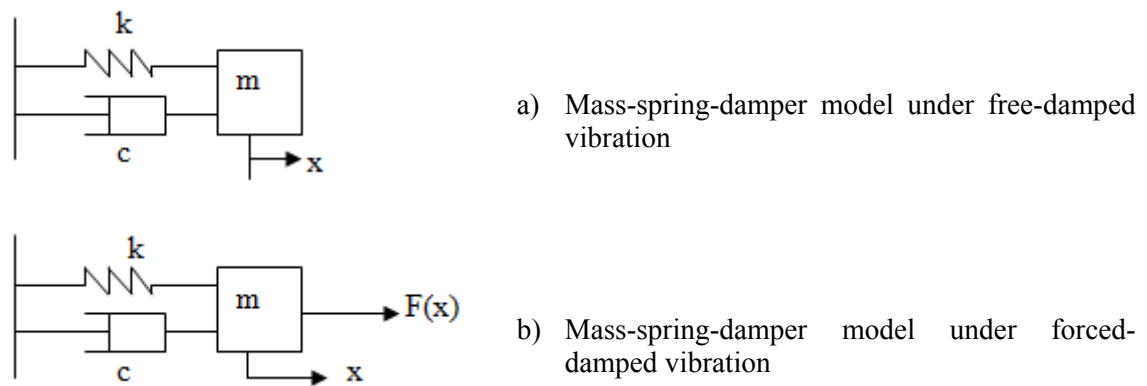 k
m
c
x
a) Mass-spring-damper model under free-damped
vibration
k
m
F(x)
c
x
b) Mass-spring-damper model under forced-
damped vibration